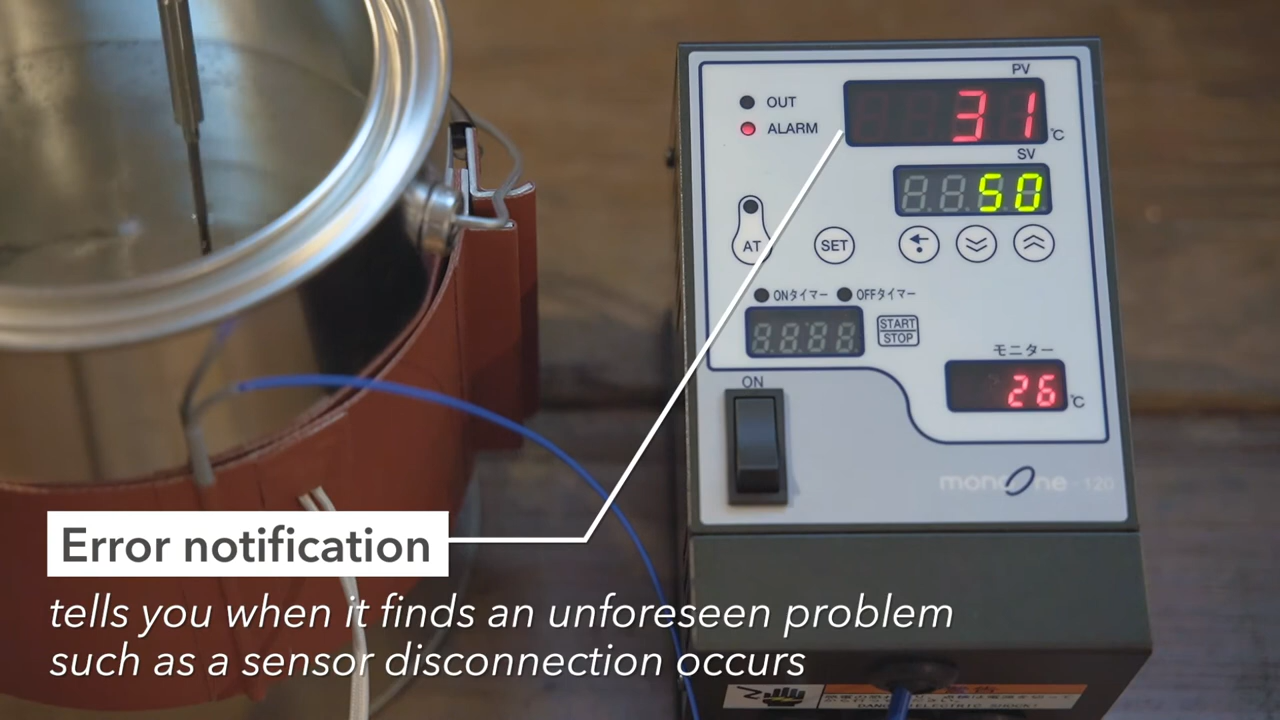 PV
OUT
31
ALARM
℃
SV
50
AT
SET
ONタイマー
OFFタイマー
START
STOP
モニター
ON
26
℃
monoOne-120
Error notification
tells you when it finds an unforeseen problem
such as a sensor disconnection occurs